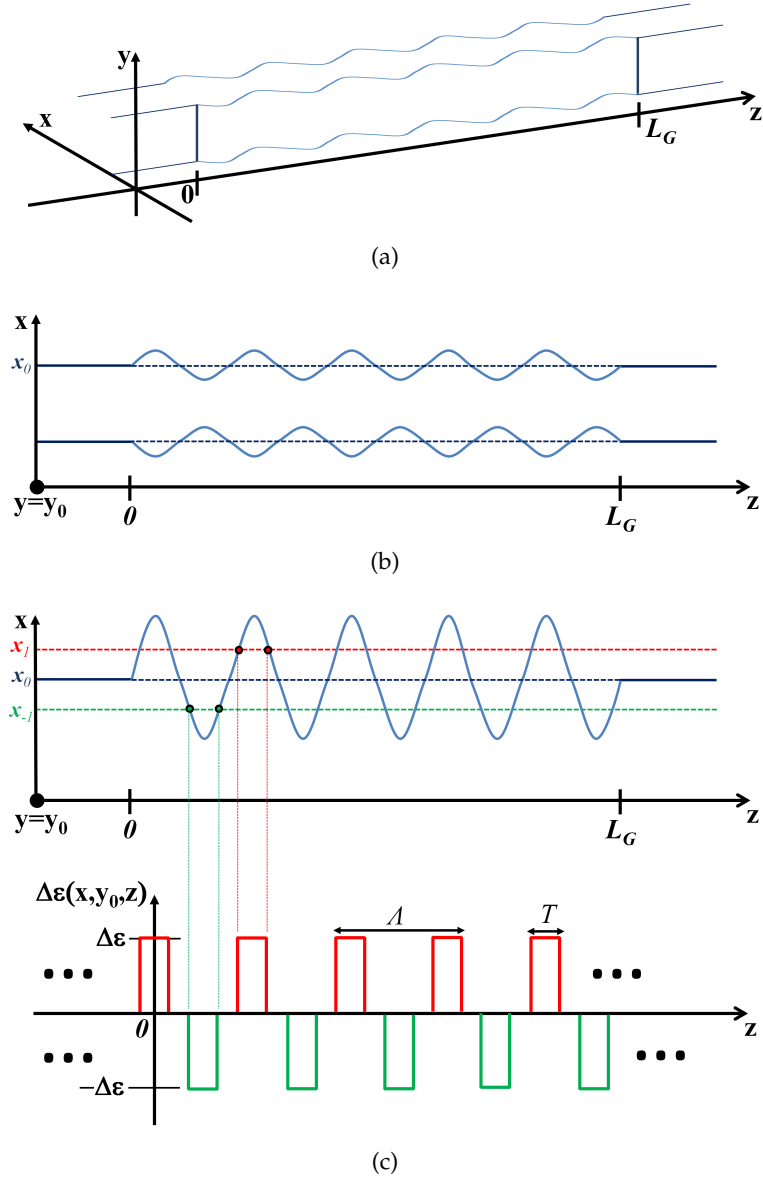 y
x
z
0
L_G
(a)
x
x_0
y=y_0
0
L_G
z
(b)
x
x_1
x_0
x_{-1}
y=y_0
0
L_G
z
Δε(x,y_0,z)
Δε
Λ
T
0
z
−Δε
(c)